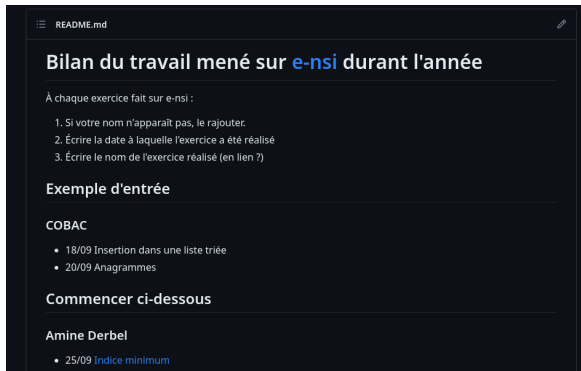 README.md
Bilan du travail mené sur e-nsi durant l'année
À chaque exercice fait sur e-nsi :
1. Si votre nom n'apparaît pas, le rajouter.
2. Écrire la date à laquelle l'exercice a été réalisé
3. Écrire le nom de l'exercice réalisé (en lien ?)
Exemple d'entrée
COBAC
• 18/09 Insertion dans une liste triée
• 20/09 Anagrammes
Commencer ci-dessous
Amine Derbel
• 25/09 Indice minimum